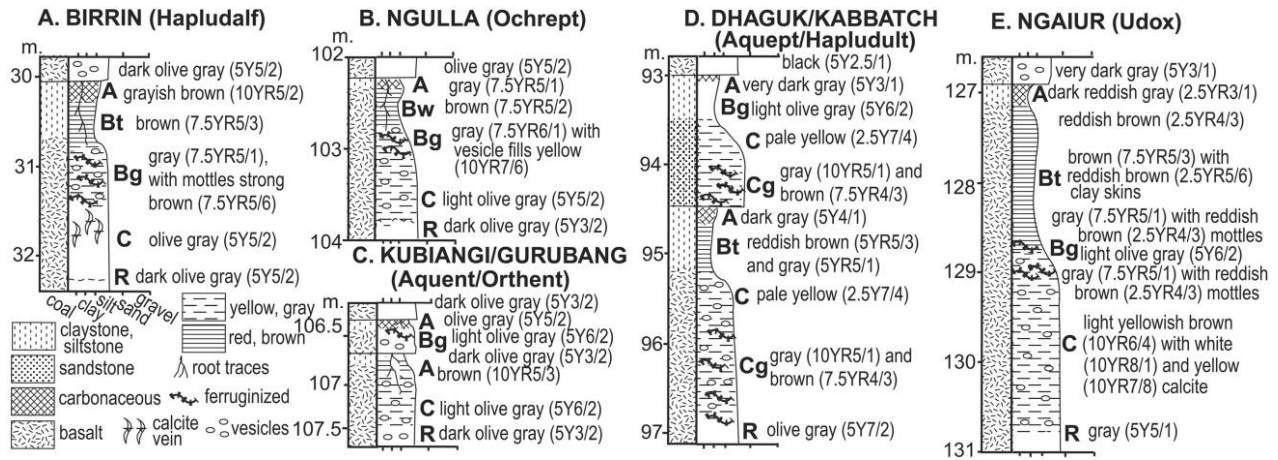 A. BIRRIN (Hapludalf)
m.
30
31
32
dark olive gray (5Y5/2)
A grayish brown (10YR5/2)
Bt brown (7.5YR5/3)
gray (7.5YR5/1),
Bg with mottles strong
brown (7.5YR5/6)
C olive gray (5Y5/2)
R dark olive gray (5Y5/2)
coal clay silt sand gravel
claystone,
siltstone
sandstone
carbonaceous
basalt
yellow, gray
red, brown
root traces
ferruginized
calcite
vein
vesicles
B. NGULLA (Ochrept)
m.
102
103
104
olive gray (5Y5/2)
A gray (7.5YR5/1)
Bw brown (7.5YR5/2)
Bg gray (7.5YR6/1) with
vesicle fills yellow
(10YR7/6)
C light olive gray (5Y5/2)
R dark olive gray (5Y3/2)
C. KUBIANGI/GURUBANG
(Aquent/Orthent)
m.
106.5
107
107.5
dark olive gray (5Y3/2)
A olive gray (5Y5/2)
Bg light olive gray (5Y6/2)
dark olive gray (5Y3/2)
A brown (10YR5/3)
C light olive gray (5Y6/2)
R dark olive gray (5Y3/2)
D. DHAGUK/KABBATCH
(Aquept/Hapludult)
m.
93
94
95
96
97
black (5Y2.5/1)
A very dark gray (5Y3/1)
Bg light olive gray (5Y6/2)
C pale yellow (2.5Y7/4)
gray (10YR5/1) and
Cg brown (7.5YR4/3)
A dark gray (5Y4/1)
Bt reddish brown (5YR5/3)
and gray (5YR5/1)
C pale yellow (2.5Y7/4)
gray (10YR5/1) and
Cg brown (7.5YR4/3)
R olive gray (5Y7/2)
E. NGAIUR (Udox)
m.
127
128
129
130
131
very dark gray (5Y3/1)
A dark reddish gray (2.5YR3/1)
reddish brown (2.5YR4/3)
brown (7.5YR5/3) with
Bt reddish brown (2.5YR5/6)
clay skins
gray (7.5YR5/1) with reddish
brown (2.5YR4/3) mottles
Bg light olive gray (5Y6/2)
gray (7.5YR5/1) with reddish
brown (2.5YR4/3) mottles
light yellowish brown
C (10YR6/4) with white
(10YR8/1) and yellow
(10YR7/8) calcite
R gray (5Y5/1)